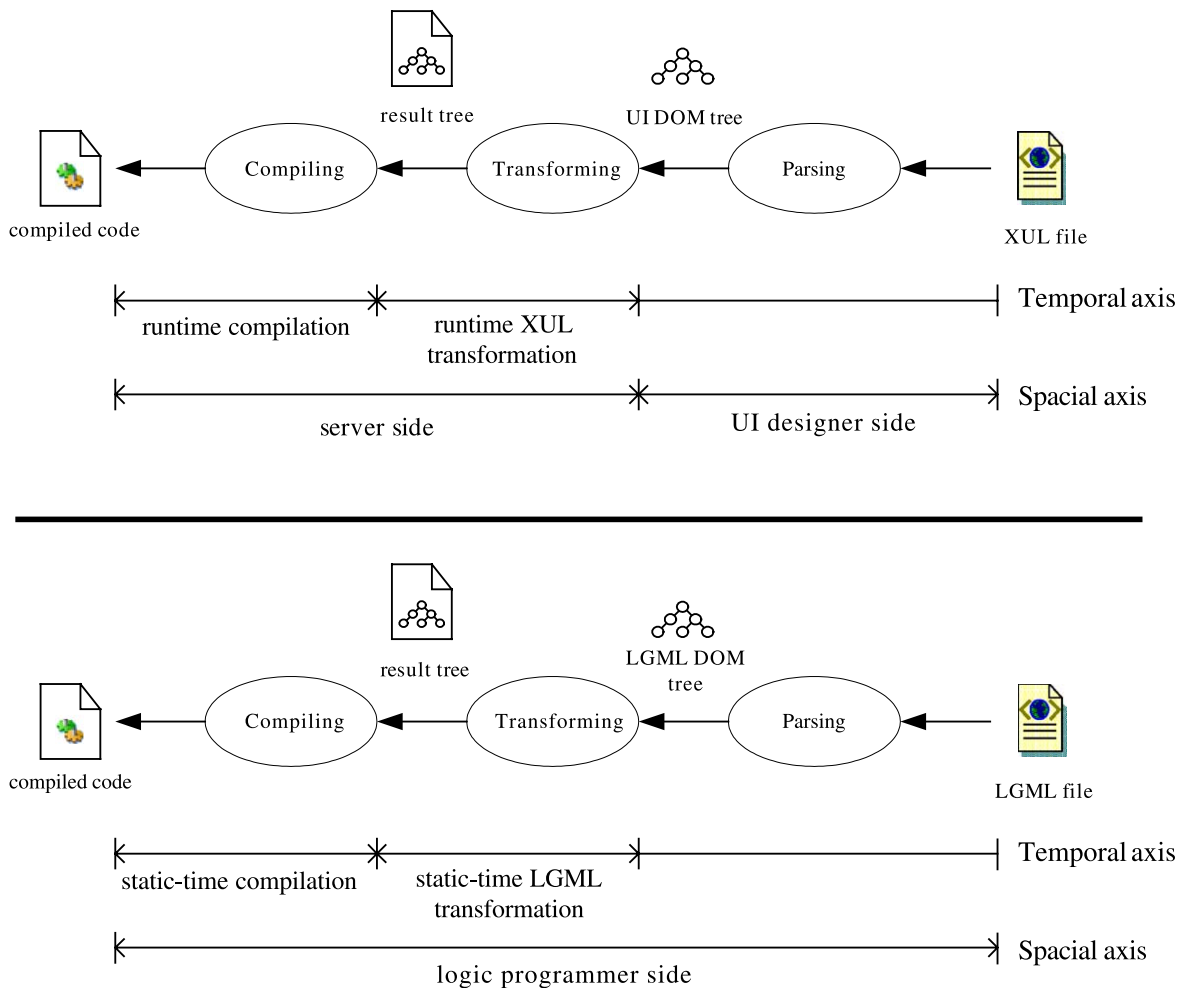 result tree
UI DOM tree
Compiling
Transforming
Parsing
compiled code
XUL file
Temporal axis
runtime compilation
runtime XUL
transformation
Spacial axis
server side
UI designer side
result tree
LGML DOM
tree
Compiling
Transforming
Parsing
compiled code
LGML file
Temporal axis
static-time compilation
static-time LGML
transformation
Spacial axis
logic programmer side